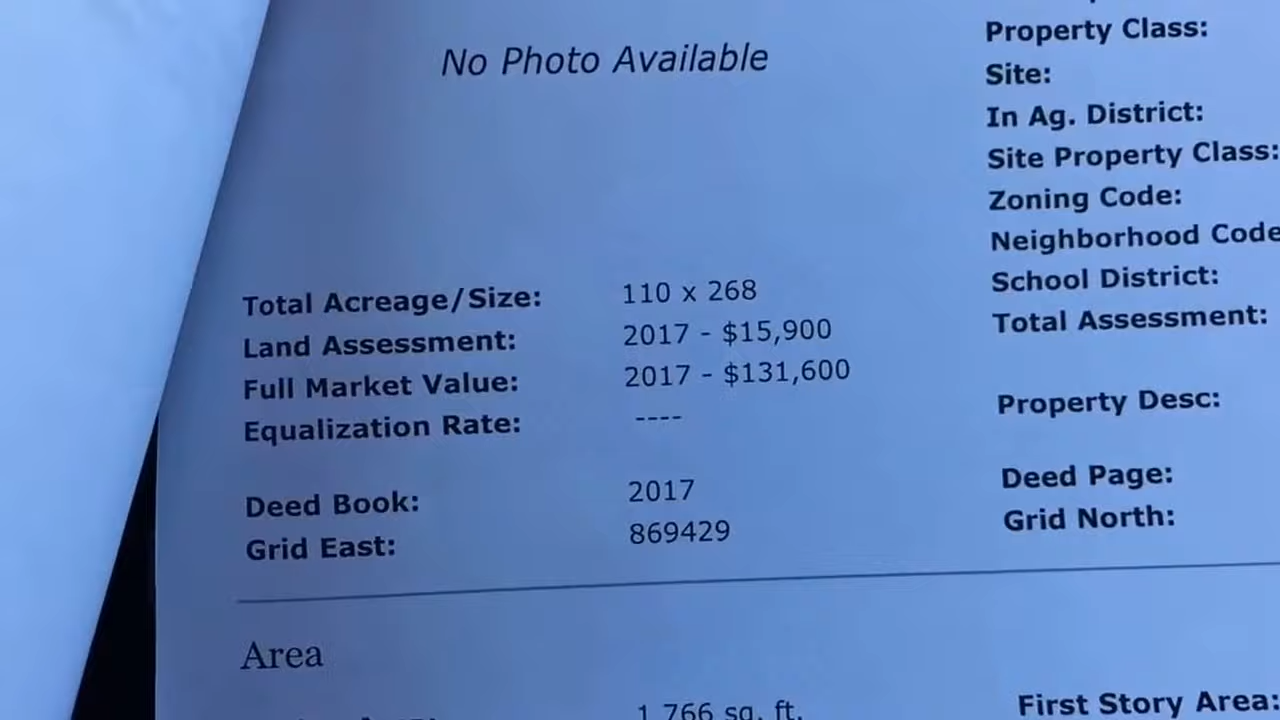 No Photo Available
Property Class:
Site:
In Ag. District:
Site Property Class:
Zoning Code:
Neighborhood Code
School District:
Total Assessment:
Property Desc:
Deed Page:
Grid North:
Total Acreage/Size: 110 x 268
Land Assessment: 2017 - $15,900
Full Market Value: 2017 - $131,600
Equalization Rate: ----
Deed Book: 2017
Grid East: 869429
Area
1,766 sq. ft.
First Story Area: